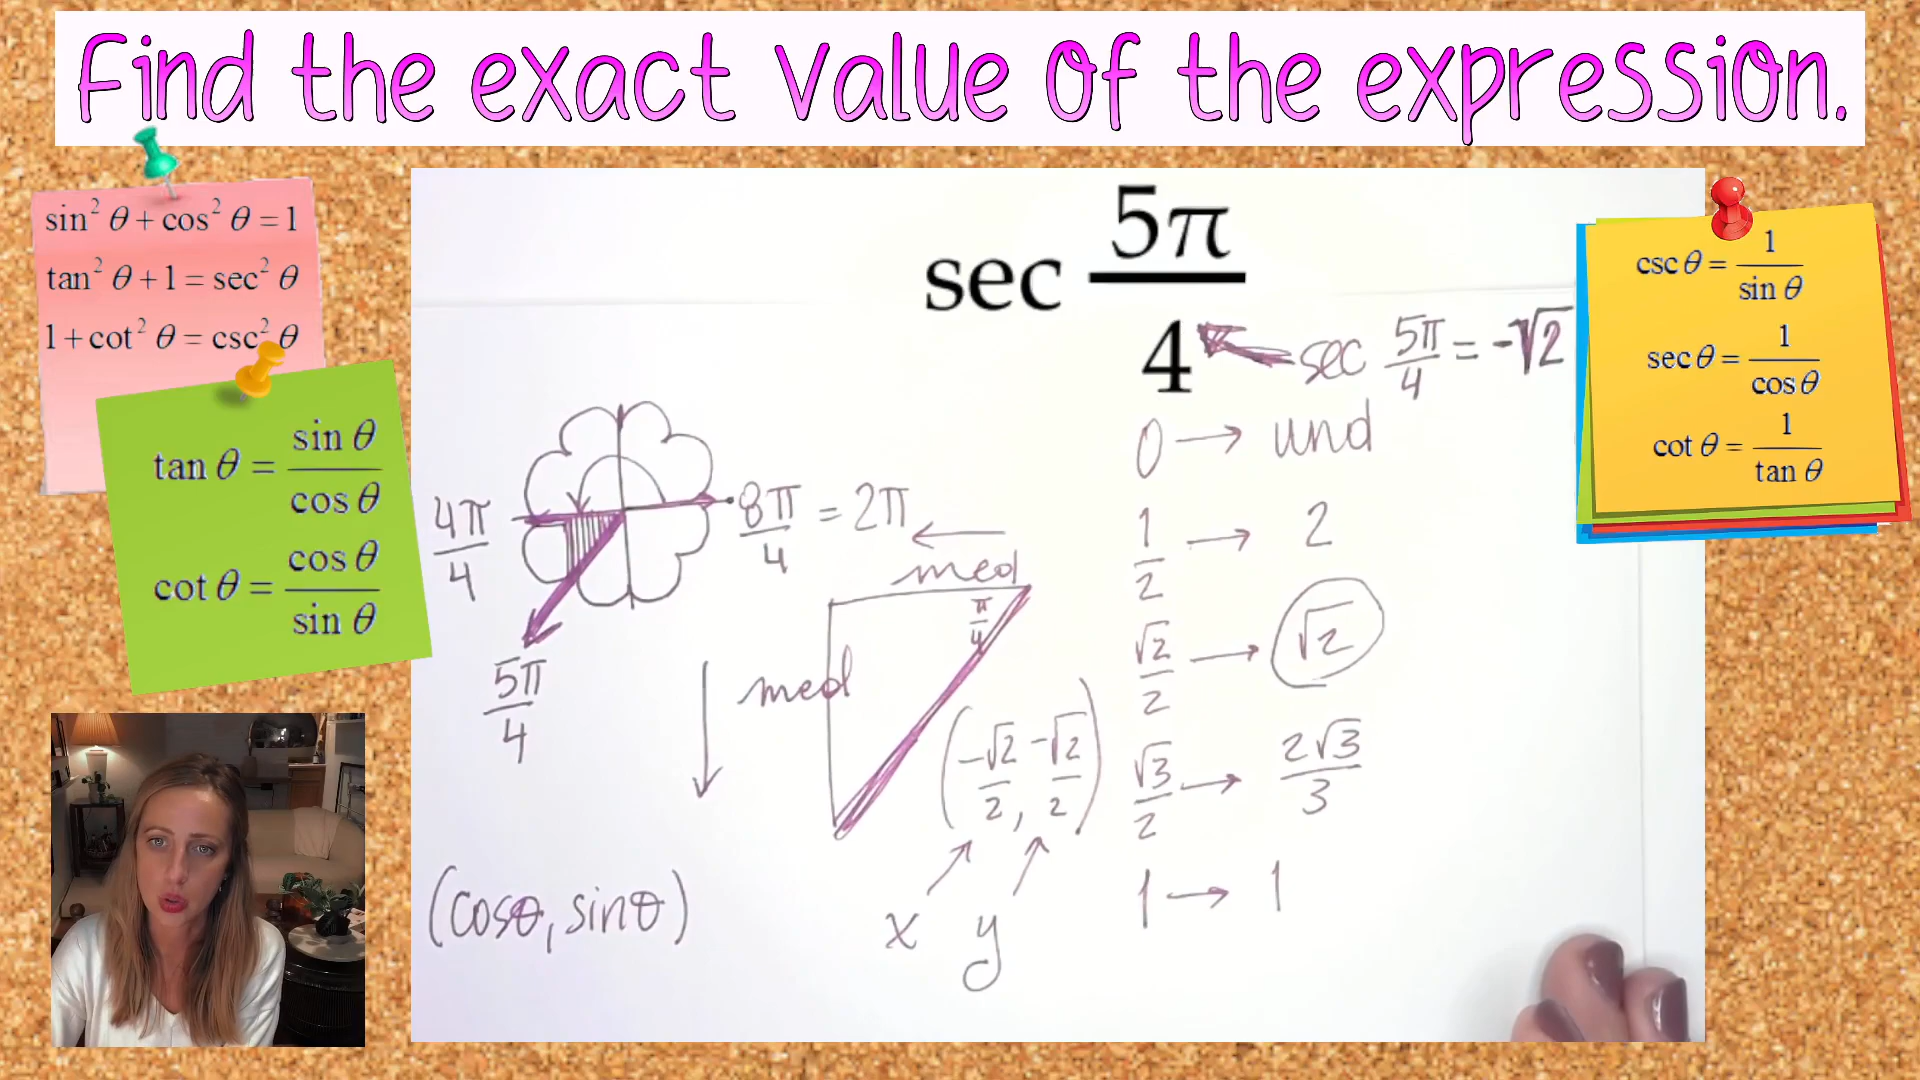 Find the exact value of the expression.
sin² θ + cos² θ = 1
tan² θ + 1 = sec² θ
1 + cot² θ = csc² θ
tan θ = sin θ / cos θ
cot θ = cos θ / sin θ
sec 5π / 4
sec 5π/4 = -√2
0 → und
1/2 → 2
√2/2 → √2
√3/2 → 2√3/3
1 → 1
4π/4
8π/4 = 2π
5π/4
med
π/4
med
(-√2/2, -√2/2)
x y
(cosθ, sinθ)
csc θ = 1 / sin θ
sec θ = 1 / cos θ
cot θ = 1 / tan θ